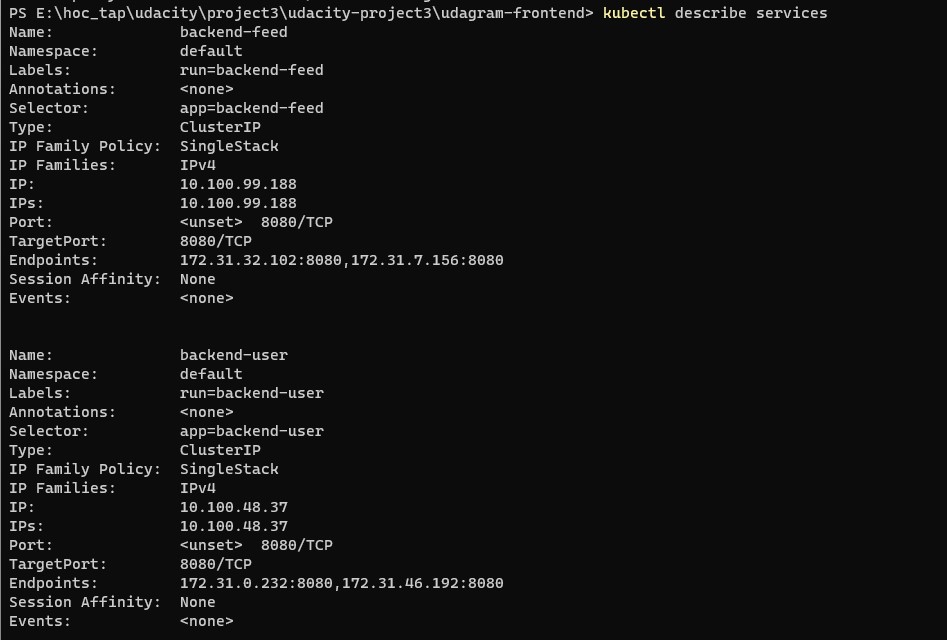 PS E:\hoc_tap\udacity\project3\udacity-project3\udagram-frontend> kubectl describe services
Name:              backend-feed
Namespace:         default
Labels:            run=backend-feed
Annotations:       <none>
Selector:          app=backend-feed
Type:              ClusterIP
IP Family Policy:  SingleStack
IP Families:       IPv4
IP:                10.100.99.188
IPs:               10.100.99.188
Port:              <unset>  8080/TCP
TargetPort:        8080/TCP
Endpoints:         172.31.32.102:8080,172.31.7.156:8080
Session Affinity:  None
Events:            <none>

Name:              backend-user
Namespace:         default
Labels:            run=backend-user
Annotations:       <none>
Selector:          app=backend-user
Type:              ClusterIP
IP Family Policy:  SingleStack
IP Families:       IPv4
IP:                10.100.48.37
IPs:               10.100.48.37
Port:              <unset>  8080/TCP
TargetPort:        8080/TCP
Endpoints:         172.31.0.232:8080,172.31.46.192:8080
Session Affinity:  None
Events:            <none>